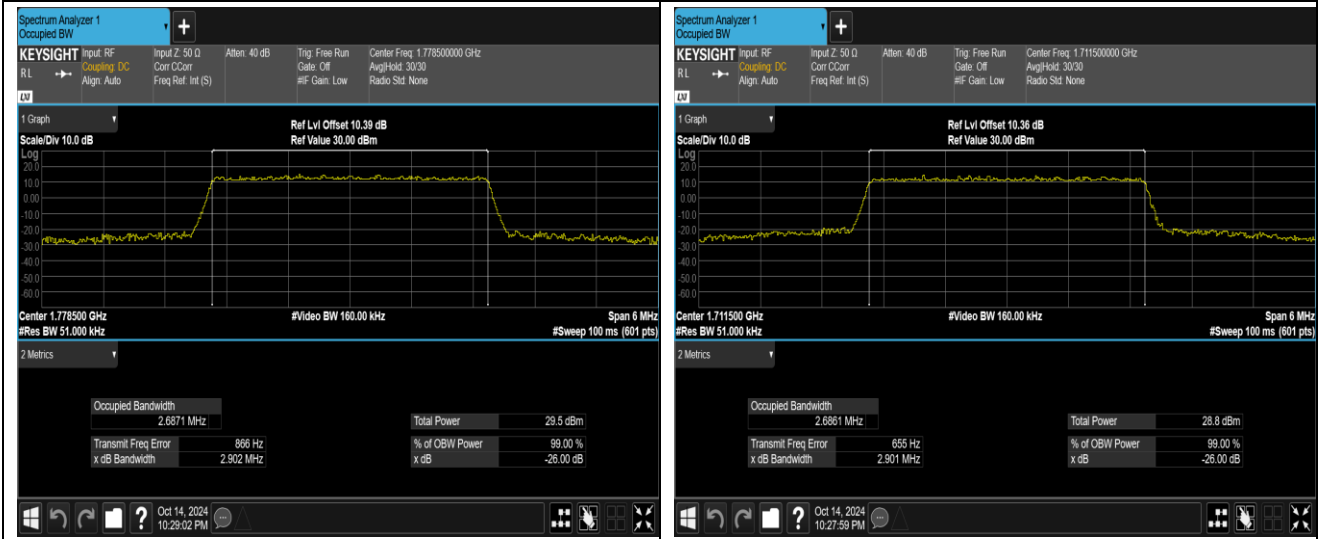 Spectrum Analyzer 1
Occupied BW
+
KEYSIGHT Input: RF Input Z: 50 Ω Atten: 40 dB Trig: Free Run Center Freq: 1.778500000 GHz
R L Coupling: DC Corr CCorr Gate: Off Avg|Hold: 30/30
Align: Auto Freq Ref: Int (S) #IF Gain: Low Radio Std: None
LXI
1 Graph
Ref Lvl Offset 10.39 dB
Scale/Div 10.0 dB Ref Value 30.00 dBm
Log
20.0
10.0
0.00
-10.0
-20.0
-30.0
-40.0
-50.0
-60.0
Center 1.778500 GHz #Video BW 160.00 kHz Span 6 MHz
#Res BW 51.000 kHz #Sweep 100 ms (601 pts)
2 Metrics
Occupied Bandwidth
2.6871 MHz Total Power 29.5 dBm
Transmit Freq Error 866 Hz % of OBW Power 99.00 %
x dB Bandwidth 2.902 MHz x dB -26.00 dB
? Oct 14, 2024
10:29:02 PM
Spectrum Analyzer 1
Occupied BW
+
KEYSIGHT Input: RF Input Z: 50 Ω Atten: 40 dB Trig: Free Run Center Freq: 1.711500000 GHz
R L Coupling: DC Corr CCorr Gate: Off Avg|Hold: 30/30
Align: Auto Freq Ref: Int (S) #IF Gain: Low Radio Std: None
LXI
1 Graph
Ref Lvl Offset 10.36 dB
Scale/Div 10.0 dB Ref Value 30.00 dBm
Log
20.0
10.0
0.00
-10.0
-20.0
-30.0
-40.0
-50.0
-60.0
Center 1.711500 GHz #Video BW 160.00 kHz Span 6 MHz
#Res BW 51.000 kHz #Sweep 100 ms (601 pts)
2 Metrics
Occupied Bandwidth
2.6861 MHz Total Power 28.8 dBm
Transmit Freq Error 655 Hz % of OBW Power 99.00 %
x dB Bandwidth 2.901 MHz x dB -26.00 dB
? Oct 14, 2024
10:27:59 PM